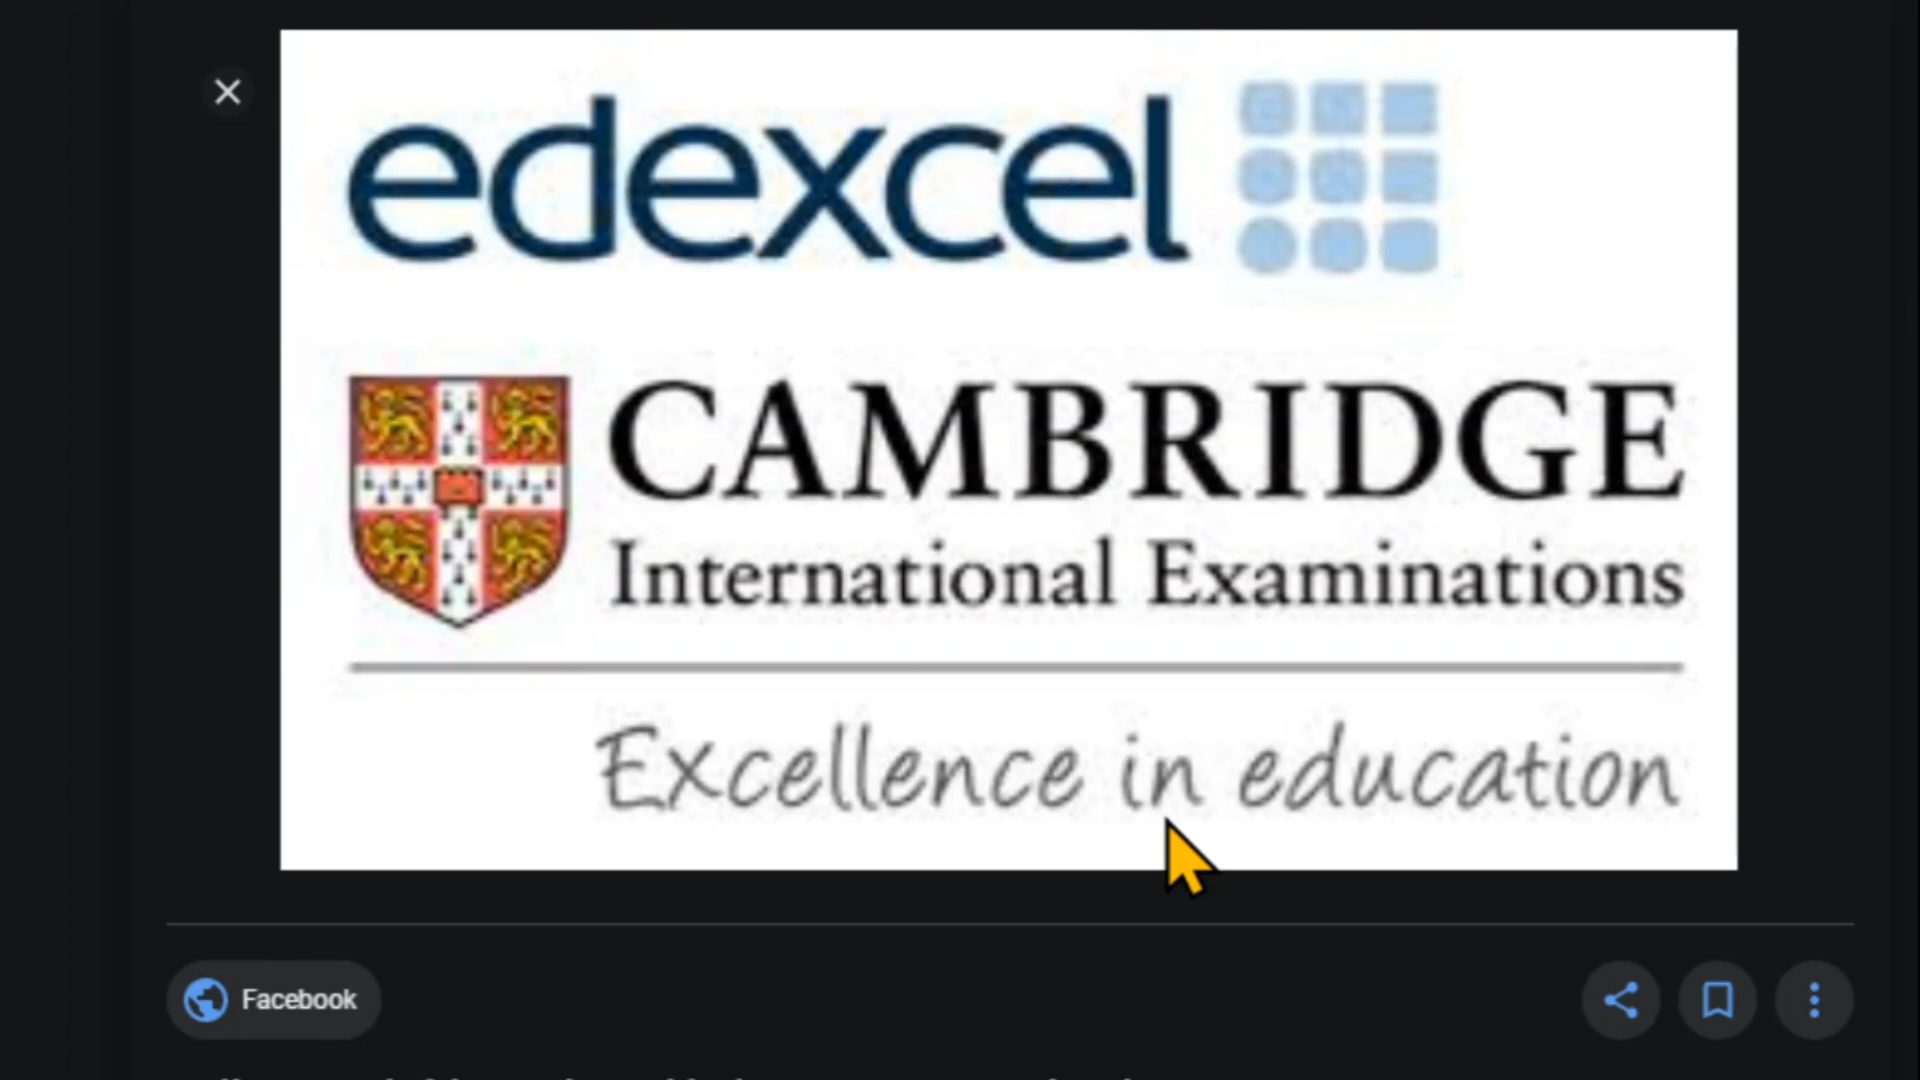 edexcel
CAMBRIDGE
International Examinations
Excellence in education
Facebook